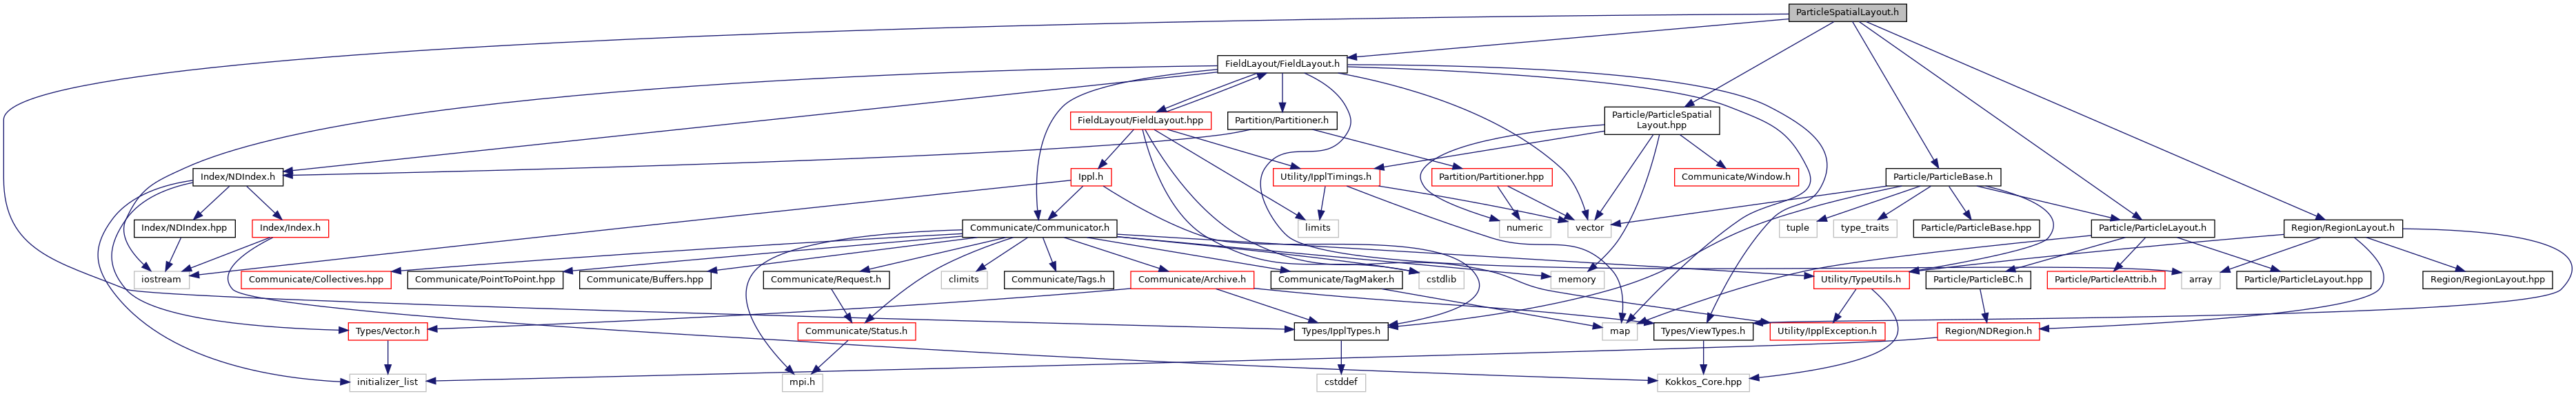 ParticleSpatialLayout.h
FieldLayout/FieldLayout.h
FieldLayout/FieldLayout.hpp
Partition/Partitioner.h
Particle/ParticleSpatial
Layout.hpp
Index/NDIndex.h
Ippl.h
Utility/IpplTimings.h
Partition/Partitioner.hpp
Communicate/Window.h
Particle/ParticleBase.h
Index/NDIndex.hpp
Index/Index.h
Communicate/Communicator.h
limits
numeric
vector
tuple
type_traits
Particle/ParticleBase.hpp
Particle/ParticleLayout.h
Region/RegionLayout.h
iostream
Communicate/Collectives.hpp
Communicate/PointToPoint.hpp
Communicate/Buffers.hpp
Communicate/Request.h
climits
Communicate/Tags.h
Communicate/Archive.h
Communicate/TagMaker.h
cstdlib
memory
Utility/TypeUtils.h
Particle/ParticleBC.h
Particle/ParticleAttrib.h
array
Particle/ParticleLayout.hpp
Region/RegionLayout.hpp
Types/Vector.h
Communicate/Status.h
Types/IpplTypes.h
map
Types/ViewTypes.h
Utility/IpplException.h
Region/NDRegion.h
initializer_list
mpi.h
cstddef
Kokkos_Core.hpp